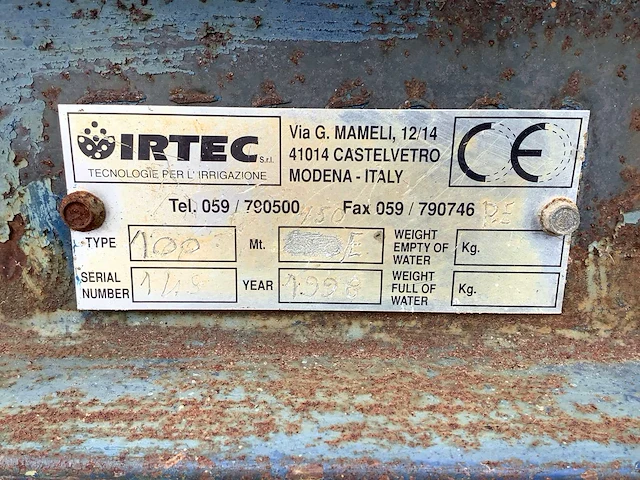 IRTEC S.r.l.
TECNOLOGIE PER L' IRRIGAZIONE
Via G. MAMELI, 12/14
41014 CASTELVETRO
MODENA - ITALY
CE
Tel. 059 / 790500 Fax 059 / 790746
TYPE 100 Mt.
WEIGHT EMPTY OF WATER Kg.
SERIAL NUMBER YEAR 1998
WEIGHT FULL OF WATER Kg.